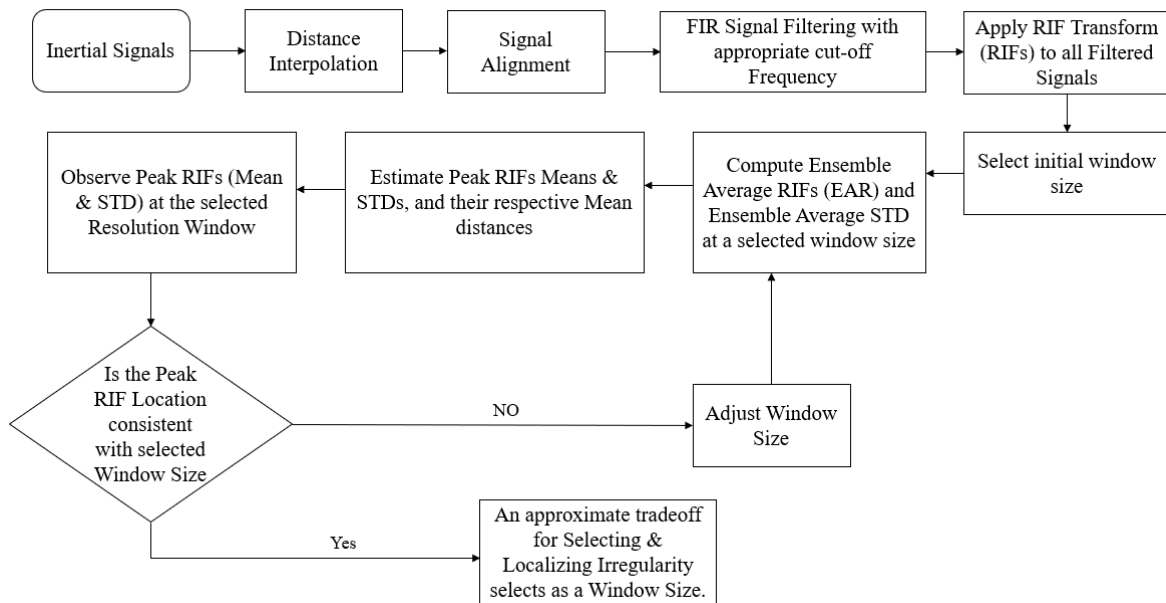 Inertial Signals
Distance
Interpolation
Signal
Alignment
FIR Signal Filtering with
appropriate cut-off
Frequency
Apply RIF Transform
(RIFs) to all Filtered
Signals
Select initial window
size
Compute Ensemble
Average RIFs (EAR) and
Ensemble Average STD
at a selected window size
Estimate Peak RIFs Means &
STDs, and their respective Mean
distances
Observe Peak RIFs (Mean
& STD) at the selected
Resolution Window
Is the Peak
RIF Location
consistent
with selected
Window Size
NO
Adjust Window
Size
Yes
An approximate tradeoff
for Selecting &
Localizing Irregularity
selects as a Window Size.